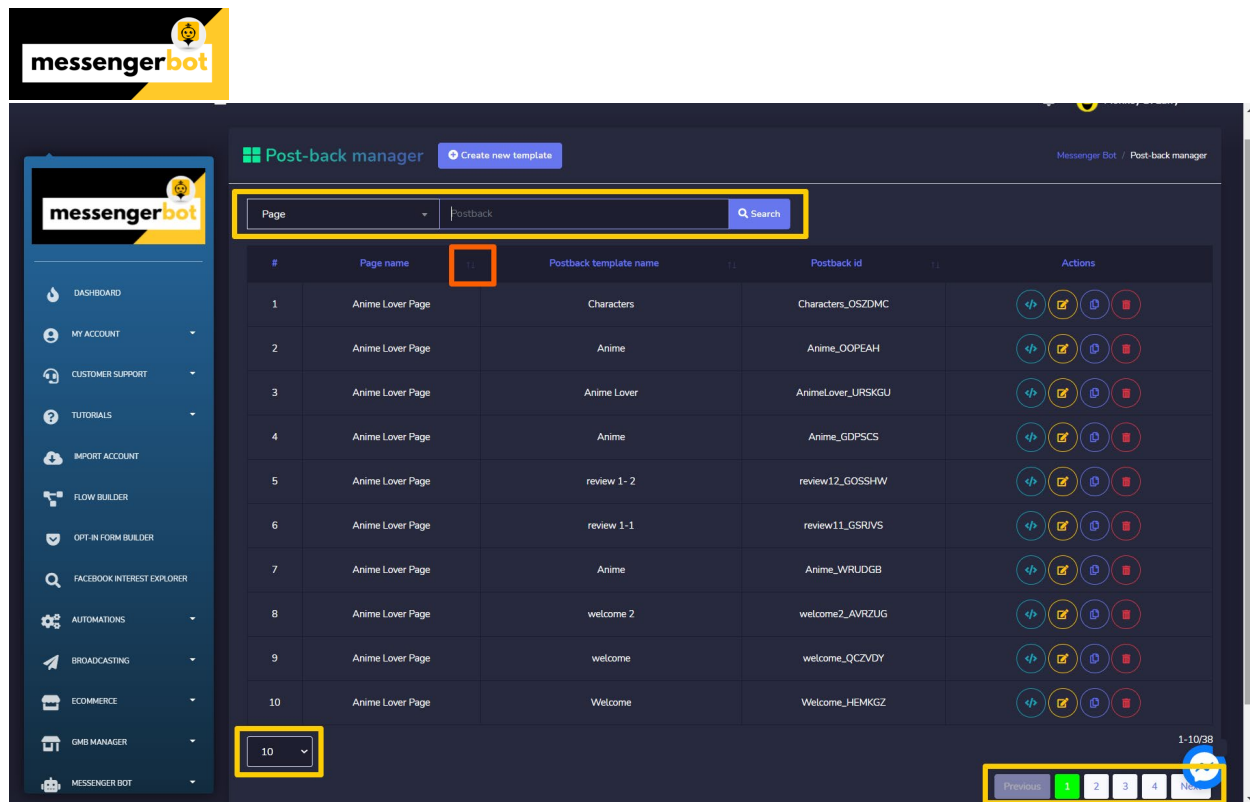 messengerbot
Post-back manager
Create new template
Messenger Bot / Post-back manager
messengerbot
Page
Postback
Search
# Page name Postback template name Postback id Actions
1 Anime Lover Page Characters Characters_OSZDMC
2 Anime Lover Page Anime Anime_OOPEAH
3 Anime Lover Page Anime Lover AnimeLover_URSKGU
4 Anime Lover Page Anime Anime_GDPSCS
5 Anime Lover Page review 1- 2 review12_GOSSHW
6 Anime Lover Page review 1-1 review11_GSRJVS
7 Anime Lover Page Anime Anime_WRUDGB
8 Anime Lover Page welcome 2 welcome2_AVRZUG
9 Anime Lover Page welcome welcome_QCZVDY
10 Anime Lover Page Welcome Welcome_HEMKGZ
DASHBOARD
MY ACCOUNT
CUSTOMER SUPPORT
TUTORIALS
IMPORT ACCOUNT
FLOW BUILDER
OPT-IN FORM BUILDER
FACEBOOK INTEREST EXPLORER
AUTOMATIONS
BROADCASTING
ECOMMERCE
GMB MANAGER
MESSENGER BOT
10
1-10/38
Previous 1 2 3 4